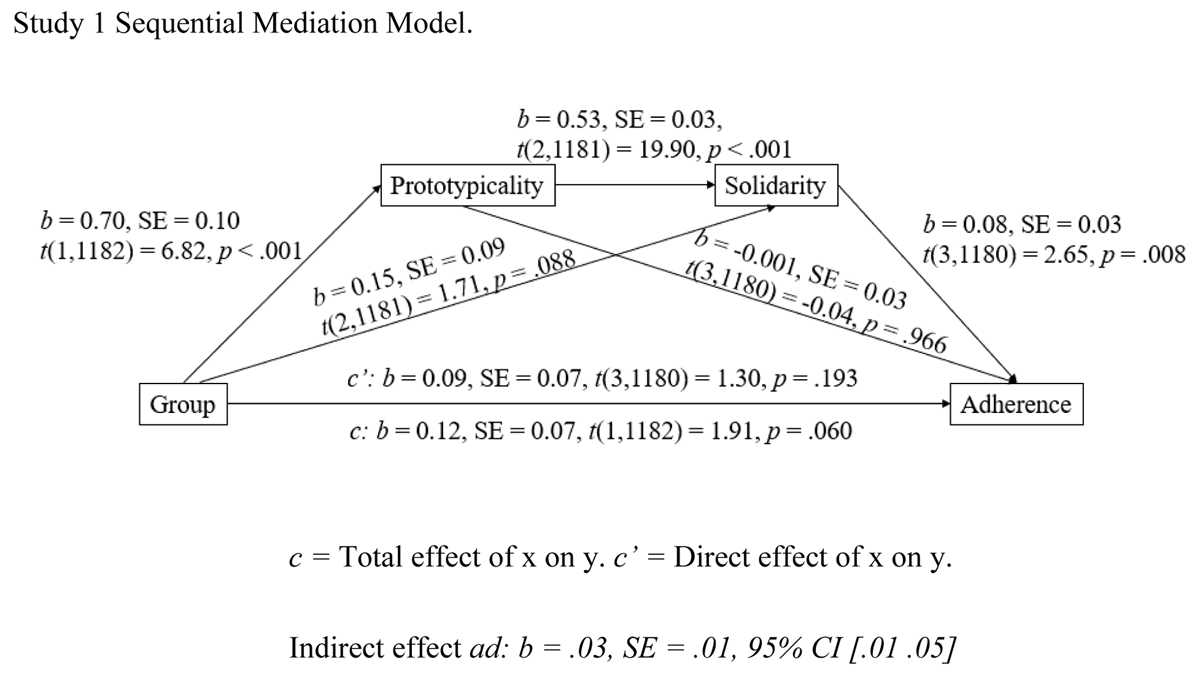 Study 1 Sequential Mediation Model.
b = 0.53, SE = 0.03,
t(2,1181) = 19.90, p < .001
Prototypicality
Solidarity
b = 0.70, SE = 0.10
t(1,1182) = 6.82, p < .001
b = 0.08, SE = 0.03
t(3,1180) = 2.65, p = .008
b = 0.15, SE = 0.09
t(2,1181) = 1.71, p = .088
b = -0.001, SE = 0.03
t(3,1180) = -0.04, p = .966
c’: b = 0.09, SE = 0.07, t(3,1180) = 1.30, p = .193
Group
Adherence
c: b = 0.12, SE = 0.07, t(1,1182) = 1.91, p = .060
c = Total effect of x on y. c’ = Direct effect of x on y.
Indirect effect ad: b = .03, SE = .01, 95% CI [.01 .05]